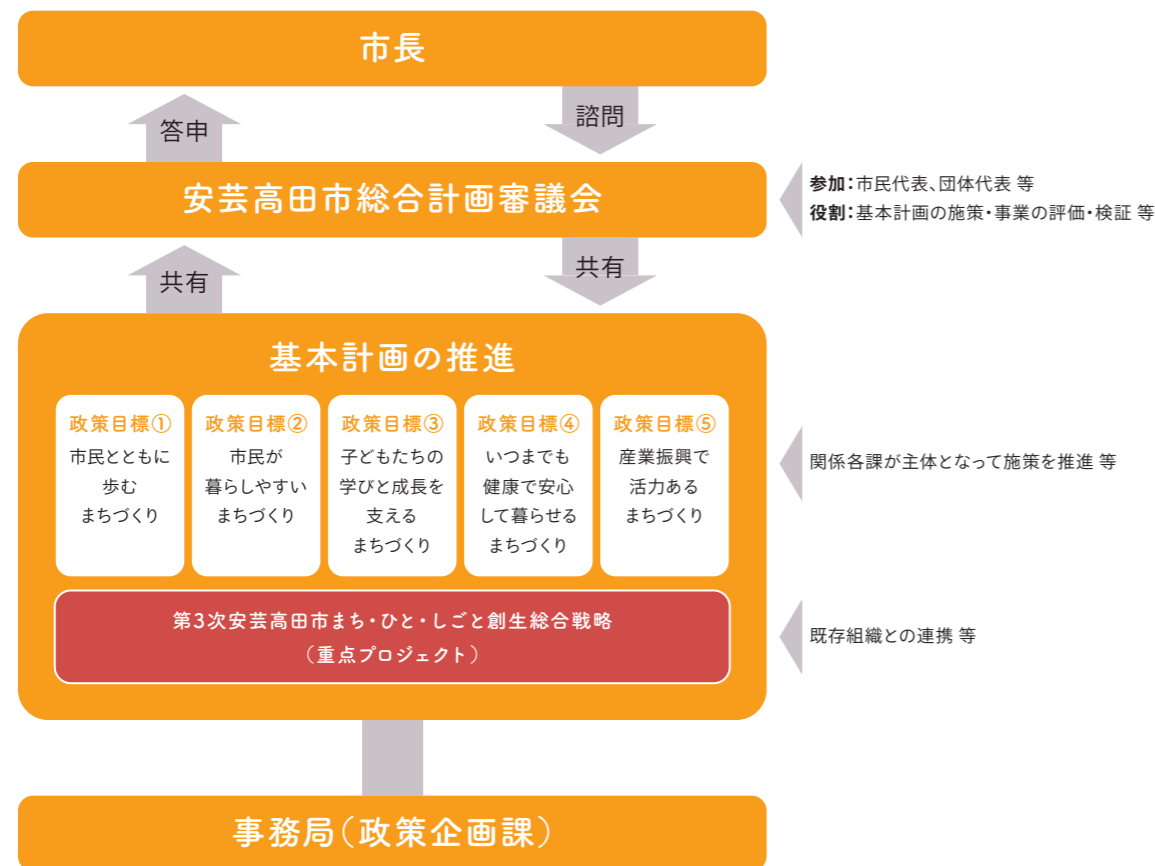 市長
答申
諮問
安芸高田市総合計画審議会
参加:市民代表、団体代表 等
役割:基本計画の施策・事業の評価・検証 等
共有
共有
基本計画の推進
政策目標①
市民とともに
歩む
まちづくり
政策目標②
市民が
暮らしやすい
まちづくり
政策目標③
子どもたちの
学びと成長を
支える
まちづくり
政策目標④
いつまでも
健康で安心
して暮らせる
まちづくり
政策目標⑤
産業振興で
活力ある
まちづくり
関係各課が主体となって施策を推進 等
第3次安芸高田市まち・ひと・しごと創生総合戦略
(重点プロジェクト)
既存組織との連携 等
事務局(政策企画課)